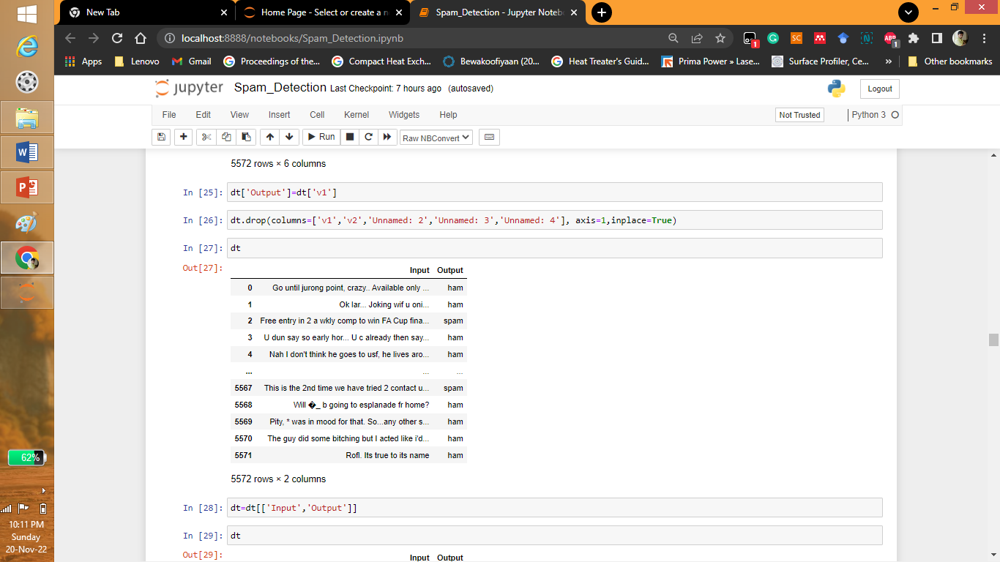 New Tab
Home Page - Select or create a n
Spam_Detection - Jupyter Noteb
localhost:8888/notebooks/Spam_Detection.ipynb
Apps
Lenovo
Gmail
Proceedings of the...
Compact Heat Exch...
Bewakoofiyaan (20...
Heat Treater's Guid...
Prima Power » Lase...
Surface Profiler, Ce...
»
Other bookmarks
jupyter Spam_Detection Last Checkpoint: 7 hours ago (autosaved)
Logout
File Edit View Insert Cell Kernel Widgets Help
Not Trusted
Python 3
Run
Raw NBConvert
5572 rows × 6 columns
In [25]: dt['Output']=dt['v1']
In [26]: dt.drop(columns=['v1','v2','Unnamed: 2','Unnamed: 3','Unnamed: 4'], axis=1,inplace=True)
In [27]: dt
Out[27]:
Input Output
0 Go until jurong point, crazy.. Available only ... ham
1 Ok lar... Joking wif u oni... ham
2 Free entry in 2 a wkly comp to win FA Cup fina... spam
3 U dun say so early hor... U c already then say... ham
4 Nah I don't think he goes to usf, he lives aro... ham
... ... ...
5567 This is the 2nd time we have tried 2 contact u... spam
5568 Will �_ b going to esplanade fr home? ham
5569 Pity, * was in mood for that. So...any other s... ham
5570 The guy did some bitching but I acted like i'd... ham
5571 Rofl. Its true to its name ham
5572 rows × 2 columns
In [28]: dt=dt[['Input','Output']]
In [29]: dt
Out[29]:
Input Output
62%
10:11 PM
Sunday
20-Nov-22